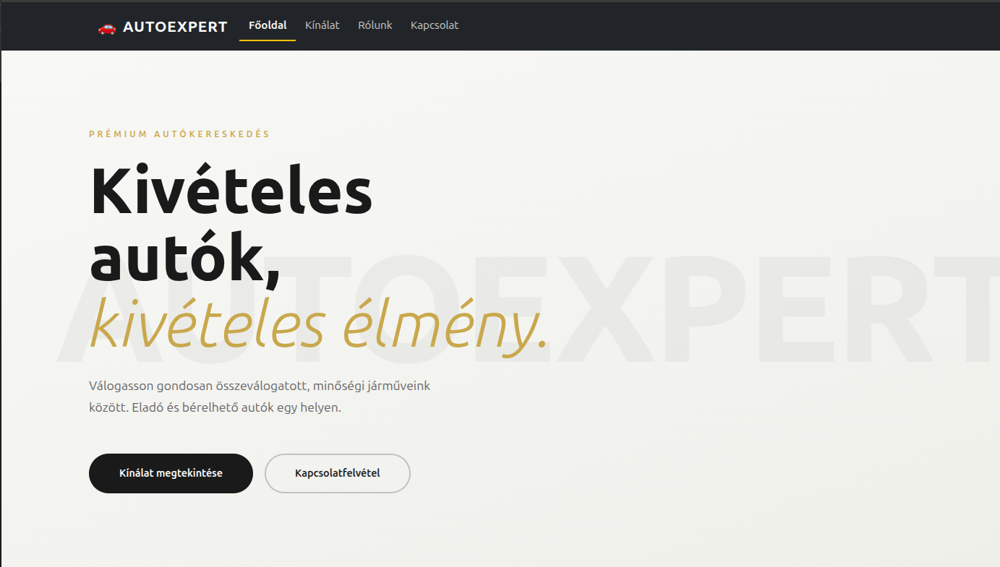 AUTOEXPERT Főoldal Kínálat Rólunk Kapcsolat
PRÉMIUM AUTÓKERESKEDÉS
Kivételes
autók,
AUTOEXPERT
kivételes élmény.
Válogasson gondosan összeválogatott, minőségi járműveink
között. Eladó és bérelhető autók egy helyen.
Kínálat megtekintése Kapcsolatfelvétel